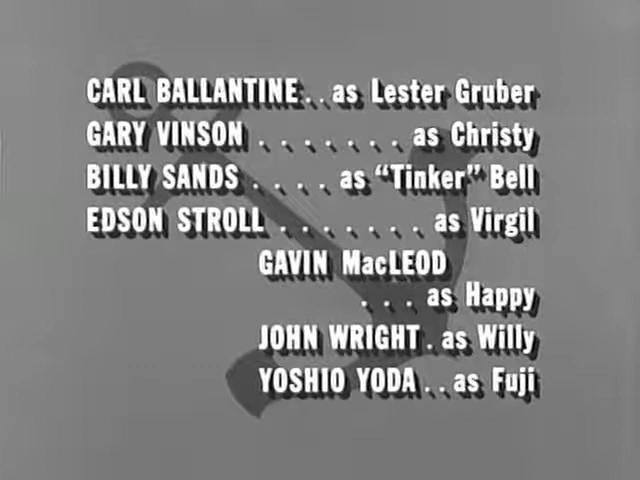 CARL BALLANTINE . . as Lester Gruber
GARY VINSON . . . . . . . as Christy
BILLY SANDS . . . . as “Tinker” Bell
EDSON STROLL . . . . . . . as Virgil
GAVIN MacLEOD
. . . as Happy
JOHN WRIGHT . as Willy
YOSHIO YODA . . as Fuji